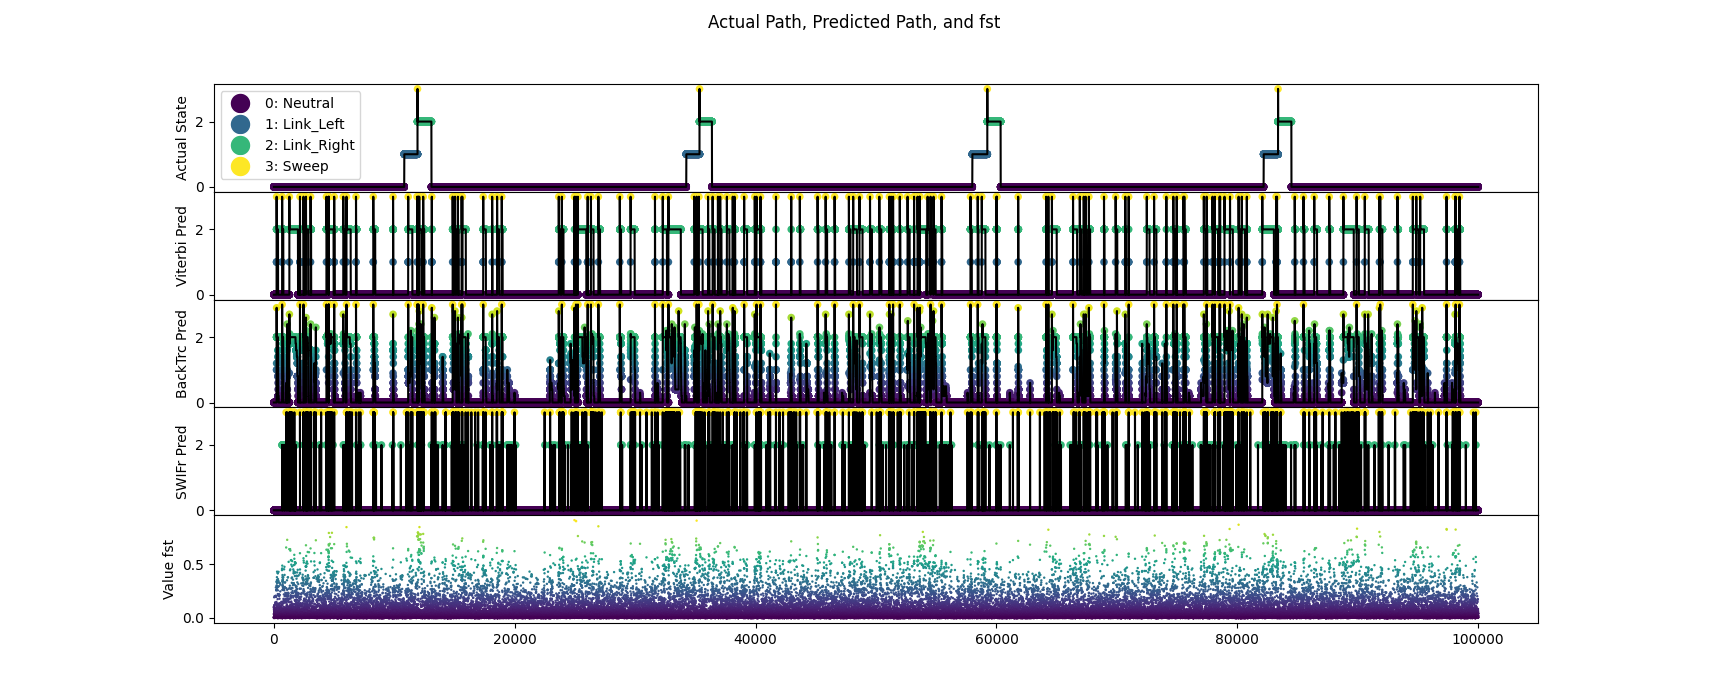 Actual Path, Predicted Path, and fst
Actual State
2
0
0: Neutral
1: Link_Left
2: Link_Right
3: Sweep
Viterbi Pred
2
0
BackTrc Pred
2
0
SWIFr Pred
2
0
Value fst
0.5
0.0
0 20000 40000 60000 80000 100000